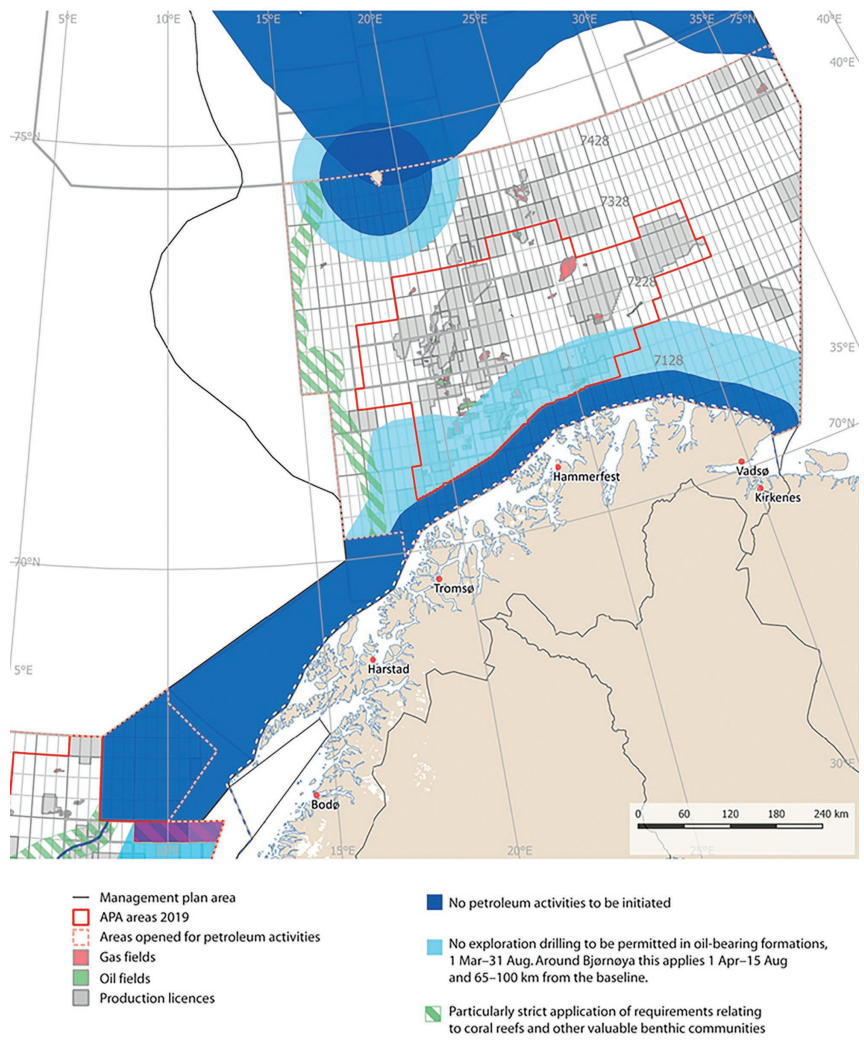 5°E
10°E
15°E
20°E
25°E
30°E
35°E
75°N
40°E
40°E
75°N
7428
7328
7228
7128
35°E
70°N
Hammerfest
Vadsø
Kirkenes
70°N
Tromsø
5°E
Harstad
30°E
Bodø
0 60 120 180 240 km
15°E
20°E
25°E
Management plan area
APA areas 2019
Areas opened for petroleum activities
Gas fields
Oil fields
Production licences
No petroleum activities to be initiated
No exploration drilling to be permitted in oil-bearing formations,
1 Mar–31 Aug. Around Bjørnøya this applies 1 Apr–15 Aug
and 65–100 km from the baseline.
Particularly strict application of requirements relating
to coral reefs and other valuable benthic communities